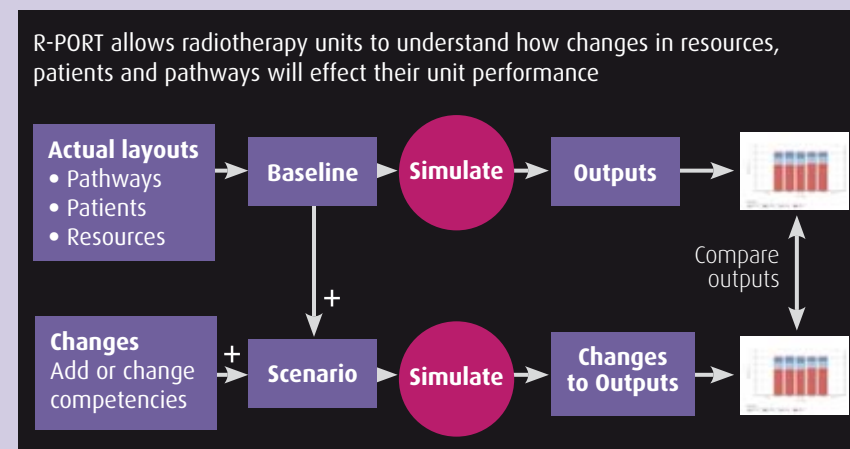 R-PORT allows radiotherapy units to understand how changes in resources,
patients and pathways will effect their unit performance
Actual layouts
• Pathways
• Patients
• Resources
Baseline
Simulate
Outputs
Compare
outputs
+
Changes
Add or change
competencies
+
Scenario
Simulate
Changes
to Outputs